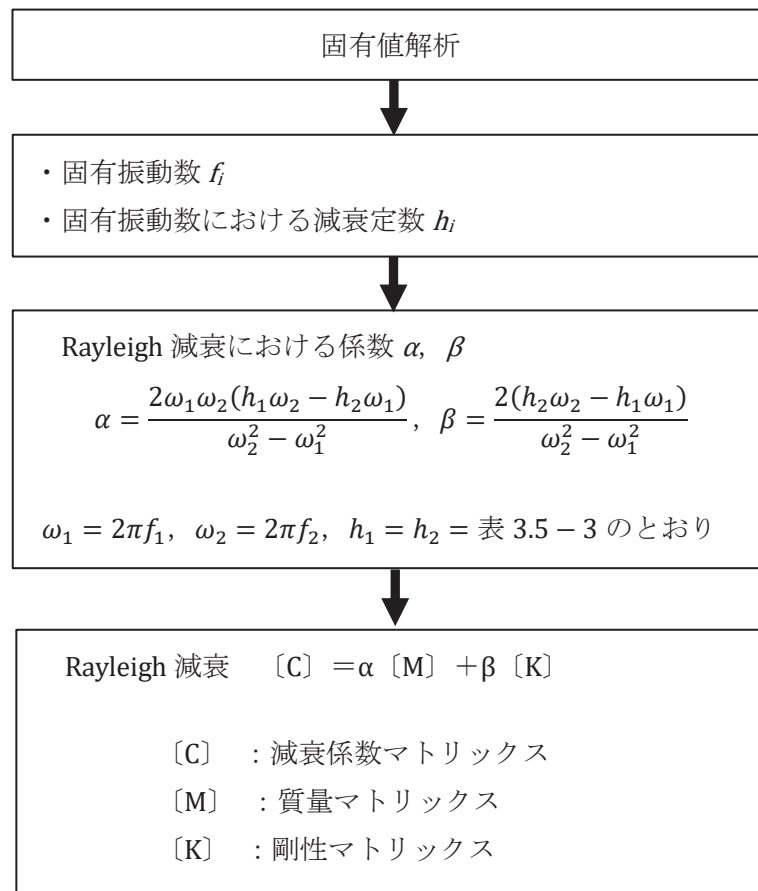 固有値解析
・固有振動数 fi
・固有振動数における減衰定数 hi
Rayleigh 減衰における係数 α, β
α = 2ω₁ω₂(h₁ω₂ − h₂ω₁) / ω₂² − ω₁² , β = 2(h₂ω₂ − h₁ω₁) / ω₂² − ω₁²
ω₁ = 2πf₁, ω₂ = 2πf₂, h₁ = h₂ = 表 3.5 − 3 のとおり
Rayleigh 減衰 〔C〕=α〔M〕+β〔K〕
〔C〕 :減衰係数マトリックス
〔M〕 :質量マトリックス
〔K〕 :剛性マトリックス